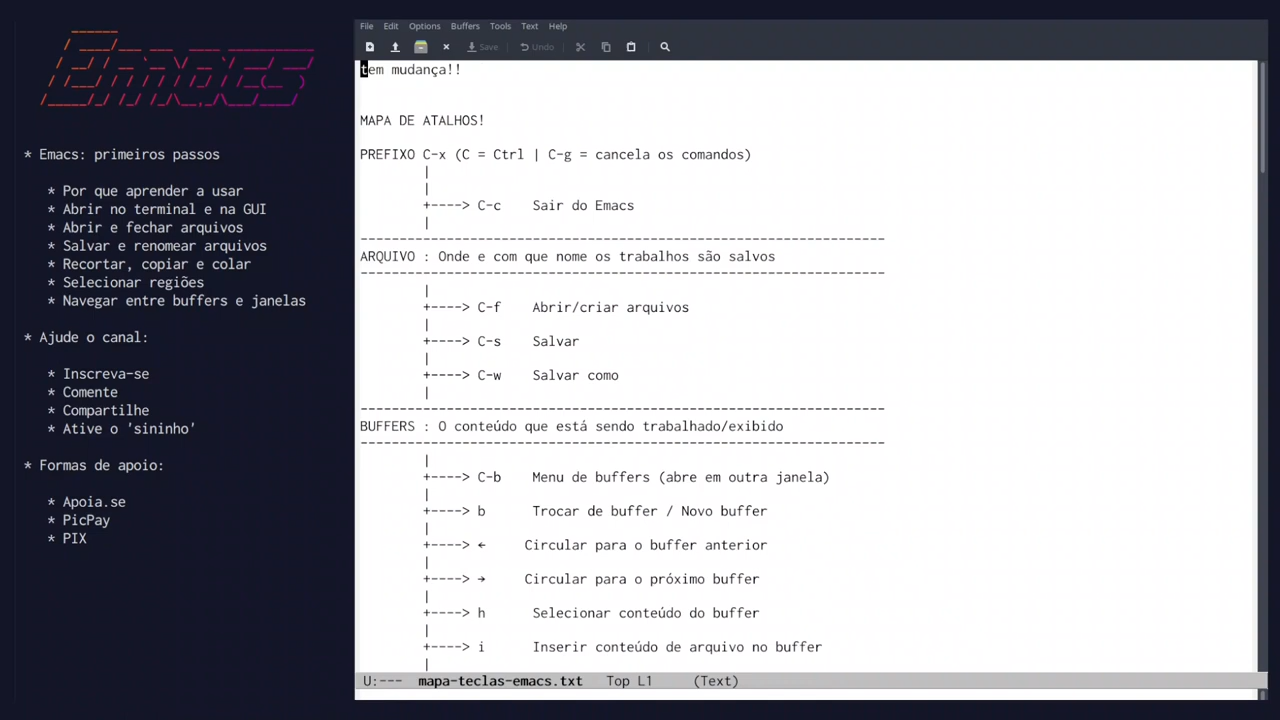 Emacs
* Emacs: primeiros passos
* Por que aprender a usar
* Abrir no terminal e na GUI
* Abrir e fechar arquivos
* Salvar e renomear arquivos
* Recortar, copiar e colar
* Selecionar regiões
* Navegar entre buffers e janelas
* Ajude o canal:
* Inscreva-se
* Comente
* Compartilhe
* Ative o 'sininho'
* Formas de apoio:
* Apoia.se
* PicPay
* PIX
File Edit Options Buffers Tools Text Help
Save Undo
tem mudança!!
MAPA DE ATALHOS!
PREFIXO C-x (C = Ctrl | C-g = cancela os comandos)
|
|
+----> C-c Sair do Emacs
|
-------------------------------------------------------------------
ARQUIVO : Onde e com que nome os trabalhos são salvos
-------------------------------------------------------------------
|
+----> C-f Abrir/criar arquivos
|
+----> C-s Salvar
|
+----> C-w Salvar como
|
-------------------------------------------------------------------
BUFFERS : O conteúdo que está sendo trabalhado/exibido
-------------------------------------------------------------------
|
+----> C-b Menu de buffers (abre em outra janela)
|
+----> b Trocar de buffer / Novo buffer
|
+----> ← Circular para o buffer anterior
|
+----> → Circular para o próximo buffer
|
+----> h Selecionar conteúdo do buffer
|
+----> i Inserir conteúdo de arquivo no buffer
|
U:--- mapa-teclas-emacs.txt Top L1 (Text)